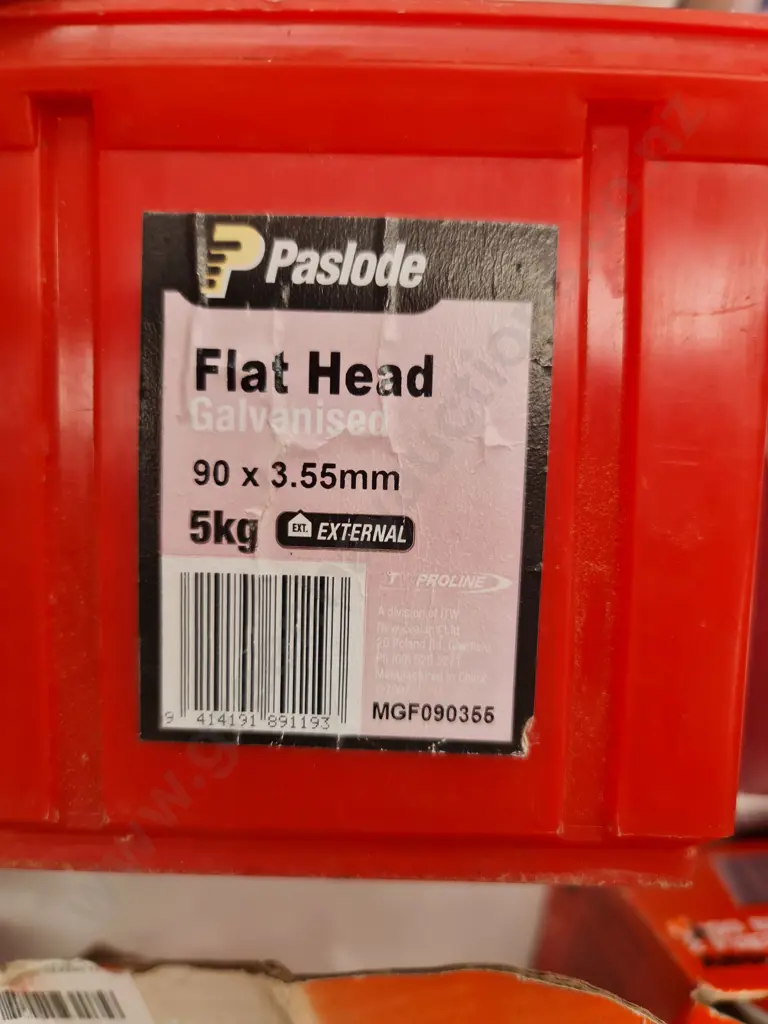 Paslode
Flat Head
Galvanised
90 x 3.55mm
5kg EXT. EXTERNAL
PROLINE
A division of ITW
9 414191 891193
MGF090355